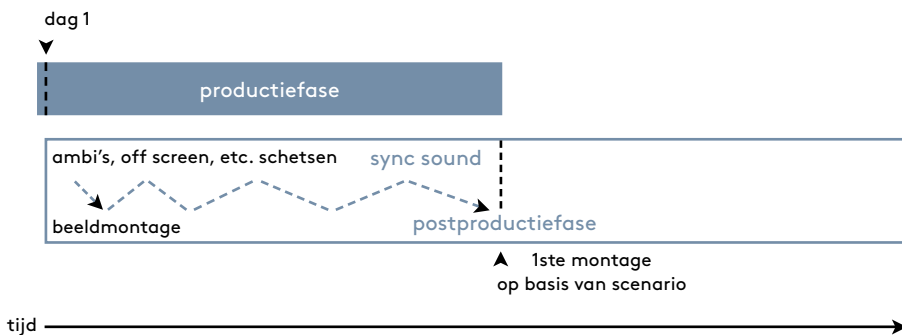 dag 1
productiefase
ambi's, off screen, etc. schetsen
sync sound
beeldmontage
postproductiefase
1ste montage
op basis van scenario
tijd